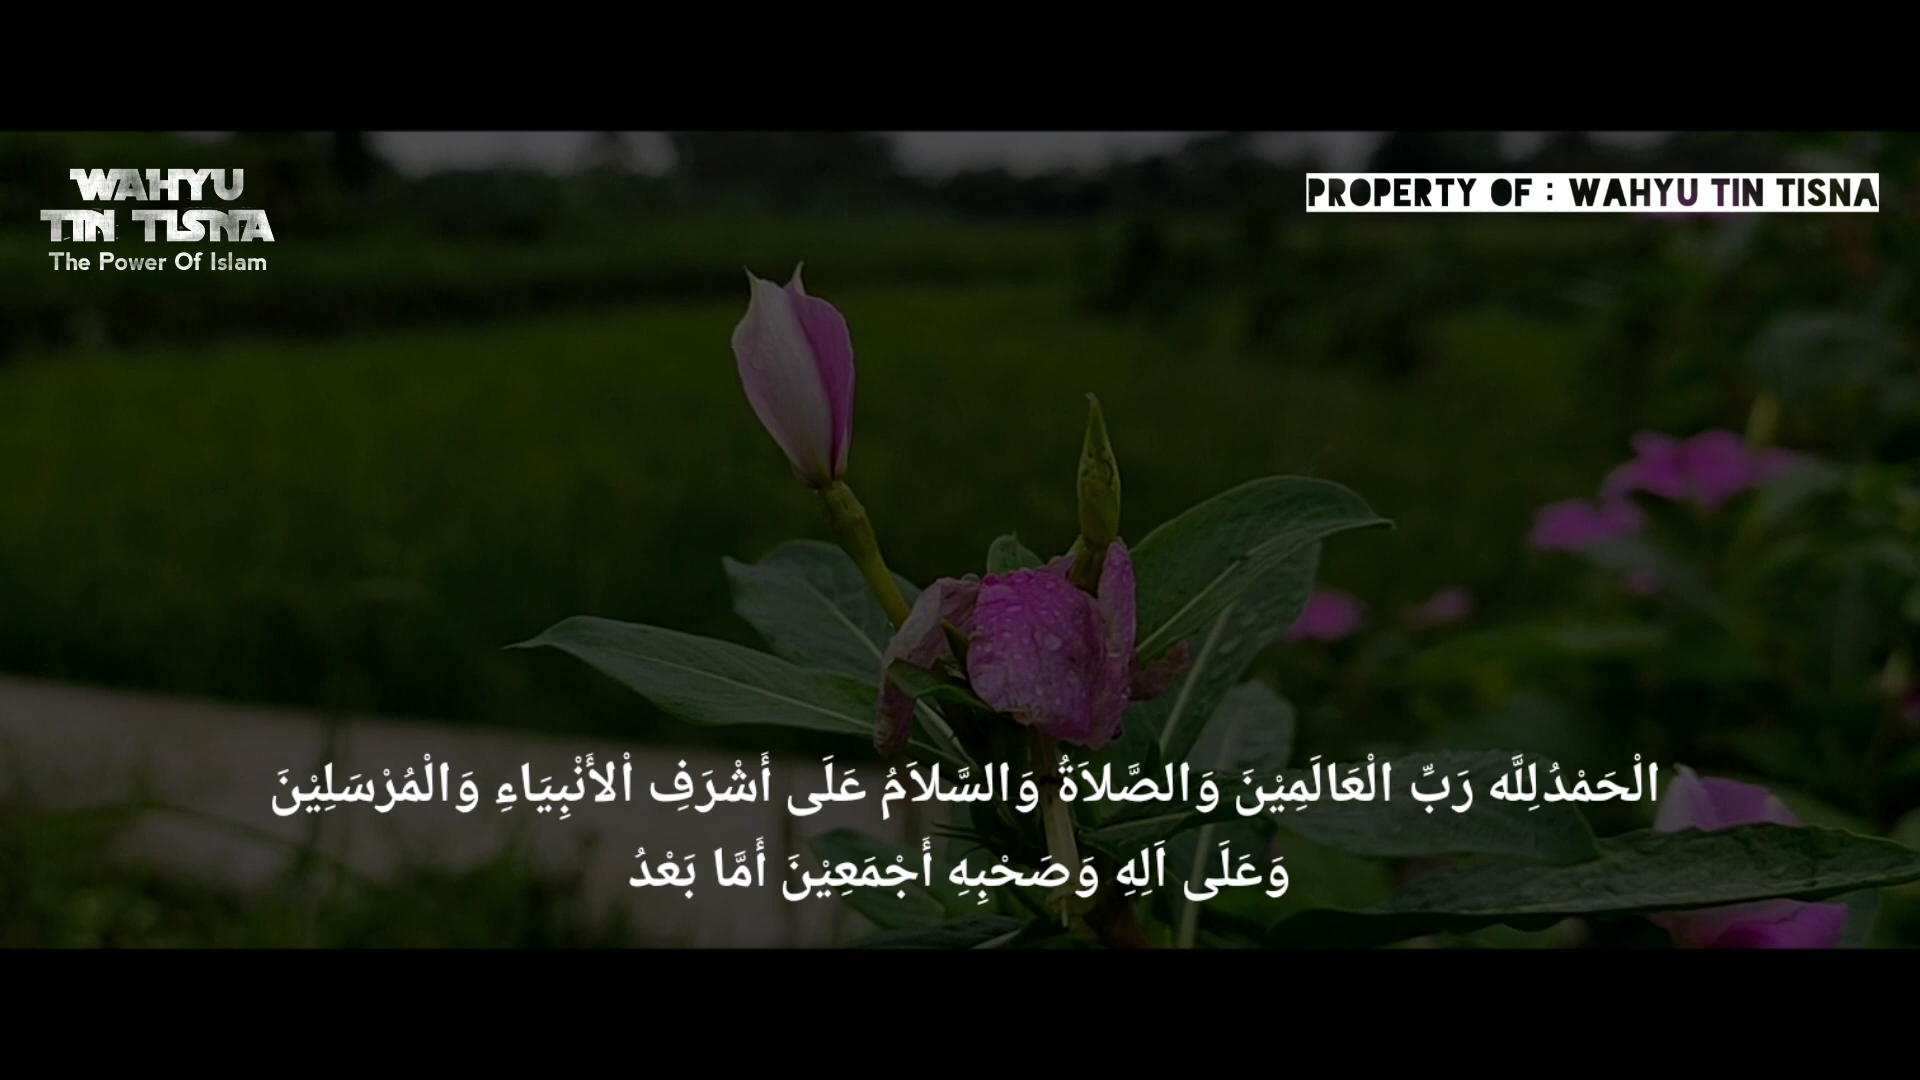 WAHYU
TIN TISNA
The Power Of Islam
PROPERTY OF : WAHYU TIN TISNA
الْحَمْدُلِلَّه رَبِّ الْعَالَمِيْنَ وَالصَّلاَةُ وَالسَّلاَمُ عَلَى أَشْرَفِ اْلأَنْبِيَاءِ وَالْمُرْسَلِيْنَ
وَعَلَى اَلِهِ وَصَحْبِهِ أَجْمَعِيْنَ أَمَّا بَعْدُ